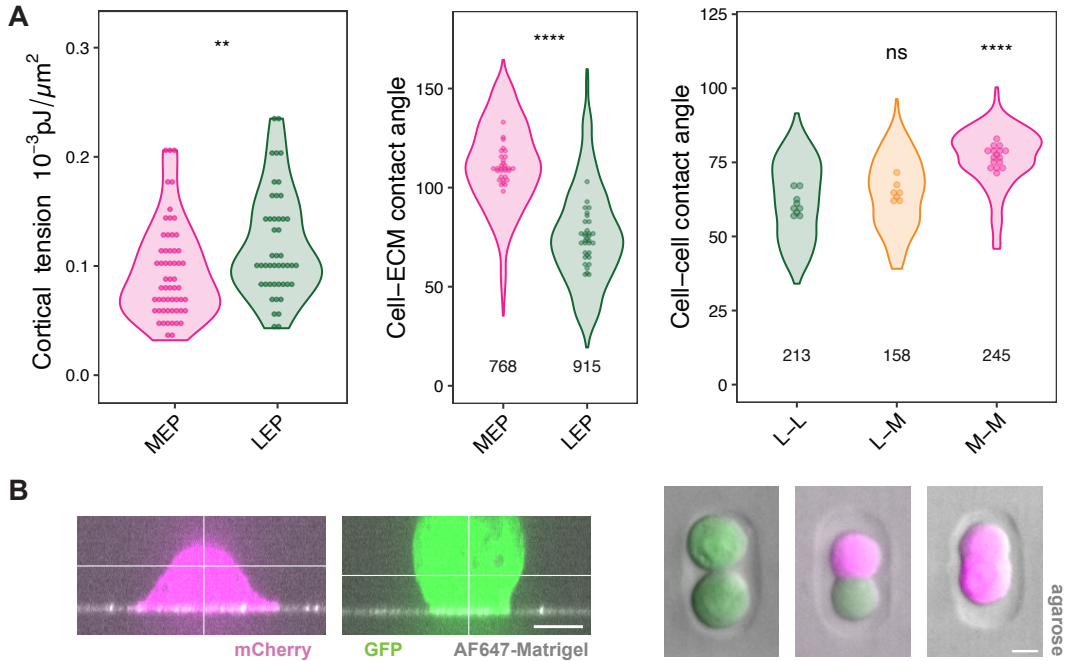 A
Cortical tension 10⁻³pJ/µm²
0.3
0.2
0.1
0.0
**
MEP
LEP
Cell–ECM contact angle
150
100
50
0
****
768
915
MEP
LEP
Cell–cell contact angle
125
100
75
50
25
0
ns
****
213
158
245
L–L
L–M
M–M
B
mCherry
GFP
AF647-Matrigel
agarose